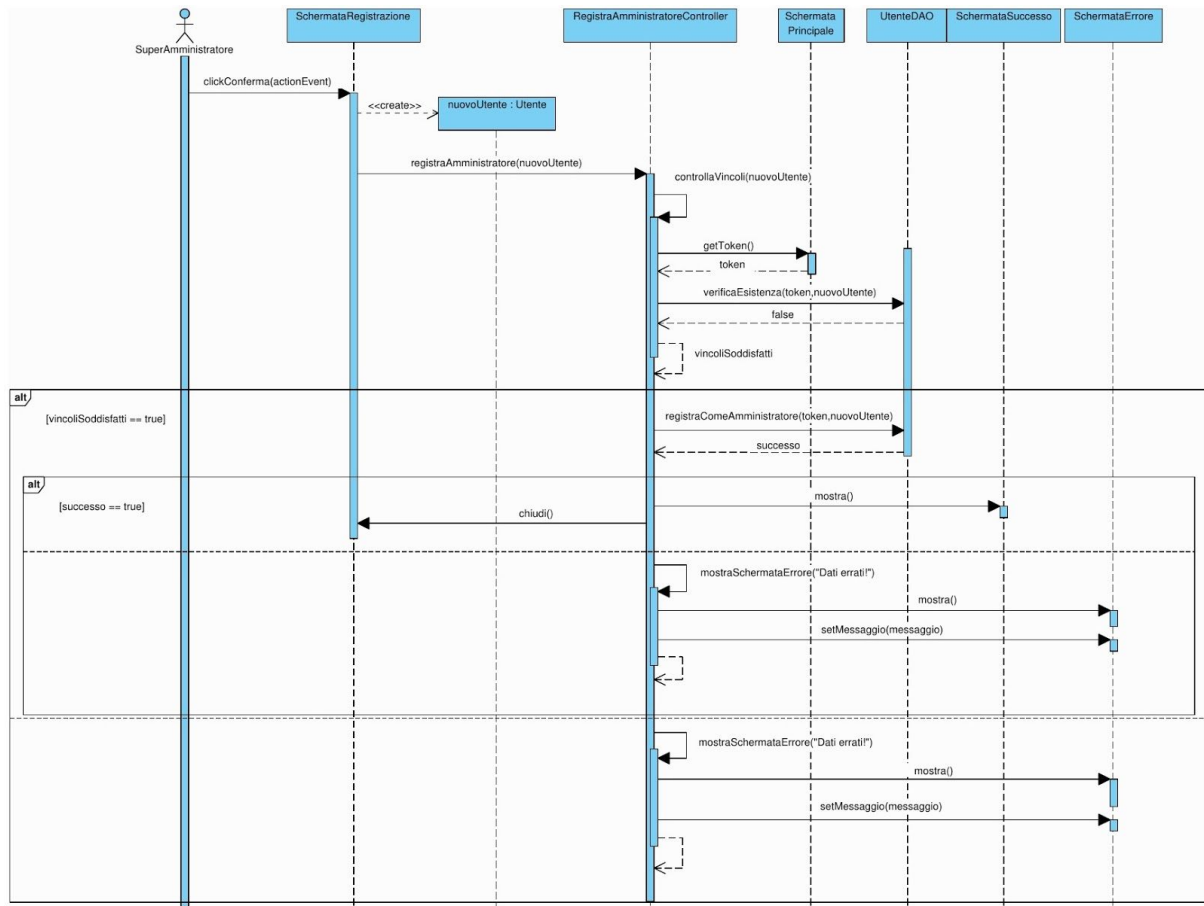 SuperAmministratore
SchermataRegistrazione
RegistraAmministratoreController
Schermata
Principale
UtenteDAO
SchermataSuccesso
SchermataErrore
clickConferma(actionEvent)
<<create>>
nuovoUtente : Utente
registraAmministratore(nuovoUtente)
controllaVincoli(nuovoUtente)
getToken()
token
verificaEsistenza(token,nuovoUtente)
false
vincoliSoddisfatti
alt
[vincoliSoddisfatti == true]
registraComeAmministratore(token,nuovoUtente)
successo
alt
[successo == true]
mostra()
chiudi()
mostraSchermataErrore("Dati errati!")
mostra()
setMessaggio(messaggio)
mostraSchermataErrore("Dati errati!")
mostra()
setMessaggio(messaggio)